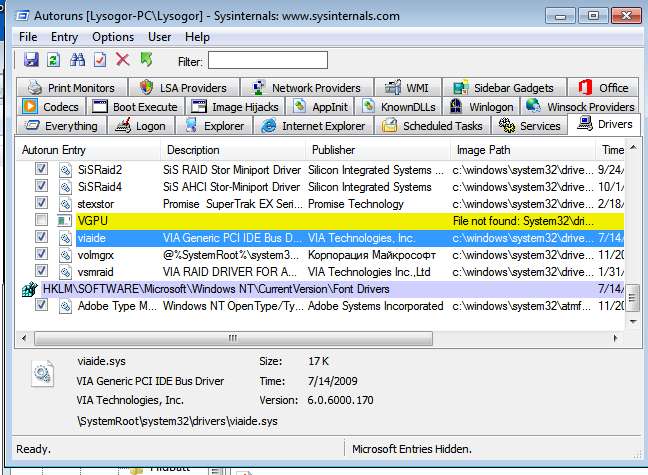 Autoruns [Lysogor-PC\Lysogor] - Sysinternals: www.sysinternals.com
File Entry Options User Help
Filter:
Print Monitors LSA Providers Network Providers WMI Sidebar Gadgets Office
Codecs Boot Execute Image Hijacks AppInit KnownDLLs Winlogon Winsock Providers
Everything Logon Explorer Internet Explorer Scheduled Tasks Services Drivers
Autorun Entry Description Publisher Image Path Time
SiSRaid2 SiS RAID Stor Miniport Driver Silicon Integrated Systems ... c:\windows\system32\drive... 9/24/
SiSRaid4 SiS AHCI Stor-Miniport Driver Silicon Integrated Systems c:\windows\system32\drive... 10/1/
stexstor Promise SuperTrak EX Seri... Promise Technology c:\windows\system32\drive... 2/18/
VGPU File not found: System32\dri...
viaide VIA Generic PCI IDE Bus D... VIA Technologies, Inc. c:\windows\system32\drive... 7/14/
volmgrx @%SystemRoot%\system3... Корпорация Майкрософт c:\windows\system32\drive... 11/20
vsmraid VIA RAID DRIVER FOR A... VIA Technologies Inc.,Ltd c:\windows\system32\drive... 1/31/
HKLM\SOFTWARE\Microsoft\Windows NT\CurrentVersion\Font Drivers 7/14/
Adobe Type M... Windows NT OpenType/Ty... Adobe Systems Incorporated c:\windows\system32\atmf... 11/20
viaide.sys Size: 17 K
VIA Generic PCI IDE Bus Driver Time: 7/14/2009
VIA Technologies, Inc. Version: 6.0.6000.170
\SystemRoot\system32\drivers\viaide.sys
Ready. Microsoft Entries Hidden.